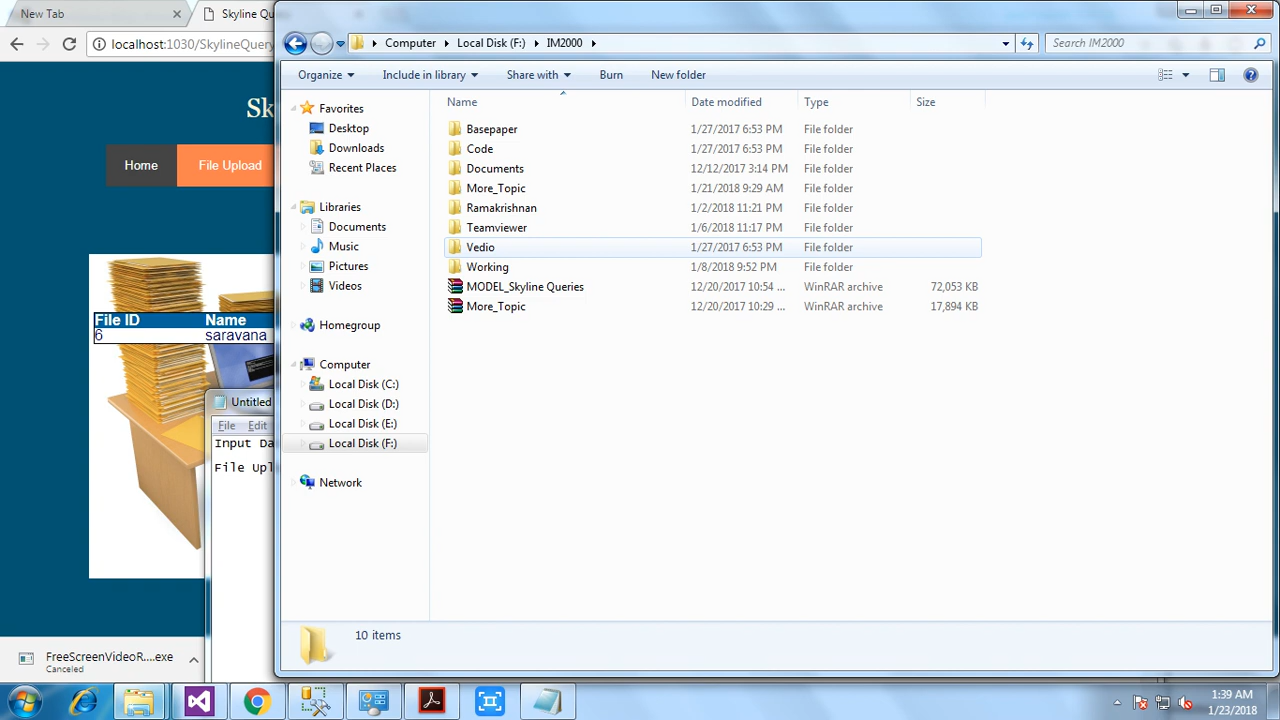 New Tab
Skyline Qu
localhost:1030/SkylineQuery
Sk
Home
File Upload
File ID Name
6 saravana
Untitled
File Edit
Input Da
File Upl
FreeScreenVideoR....exe
Canceled
Computer Local Disk (F:) IM2000
Search IM2000
Organize Include in library Share with Burn New folder
Favorites
Desktop
Downloads
Recent Places
Libraries
Documents
Music
Pictures
Videos
Homegroup
Computer
Local Disk (C:)
Local Disk (D:)
Local Disk (E:)
Local Disk (F:)
Network
Name Date modified Type Size
Basepaper 1/27/2017 6:53 PM File folder
Code 1/27/2017 6:53 PM File folder
Documents 12/12/2017 3:14 PM File folder
More_Topic 1/21/2018 9:29 AM File folder
Ramakrishnan 1/2/2018 11:21 PM File folder
Teamviewer 1/6/2018 11:17 PM File folder
Vedio 1/27/2017 6:53 PM File folder
Working 1/8/2018 9:52 PM File folder
MODEL_Skyline Queries 12/20/2017 10:54 ... WinRAR archive 72,053 KB
More_Topic 12/20/2017 10:29 ... WinRAR archive 17,894 KB
10 items
1:39 AM
1/23/2018